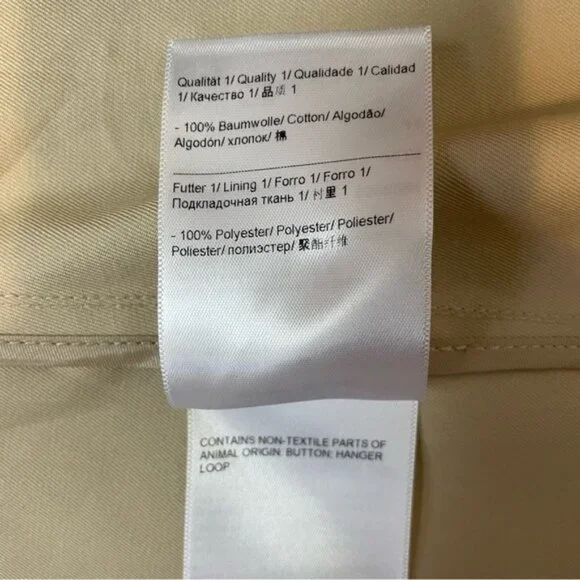 Qualität 1/ Quality 1/ Qualidade 1/ Calidad
1/ Качество 1/ 品质 1
- 100% Baumwolle/ Cotton/ Algodão/
Algodón/ хлопок/ 棉
Futter 1/ Lining 1/ Forro 1/ Forro 1/
Подкладочная ткань 1/ 衬里 1
- 100% Polyester/ Polyester/ Poliester/
Poliester/ полиэстер/ 聚酯纤维
CONTAINS NON-TEXTILE PARTS OF
ANIMAL ORIGIN: BUTTON: HANGER
LOOP